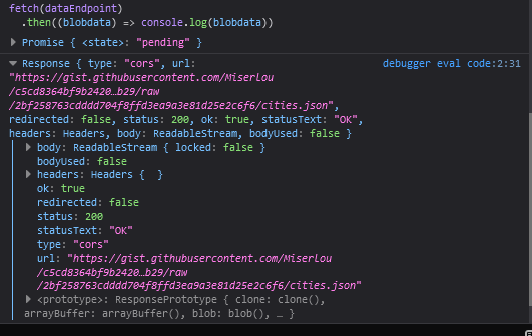 fetch(dataEndpoint)
.then((blobdata) => console.log(blobdata))
Promise { <state>: "pending" }
Response { type: "cors", url: debugger eval code:2:31
"https://gist.githubusercontent.com/MiserLou
/c5cd8364bf9b2420…b29/raw
/2bf258763cdddd704f8ffd3ea9a3e81d25e2c6f6/cities.json",
redirected: false, status: 200, ok: true, statusText: "OK",
headers: Headers, body: ReadableStream, bodyUsed: false }
body: ReadableStream { locked: false }
bodyUsed: false
headers: Headers { }
ok: true
redirected: false
status: 200
statusText: "OK"
type: "cors"
url: "https://gist.githubusercontent.com/MiserLou
/c5cd8364bf9b2420…b29/raw
/2bf258763cdddd704f8ffd3ea9a3e81d25e2c6f6/cities.json"
<prototype>: ResponsePrototype { clone: clone(),
arrayBuffer: arrayBuffer(), blob: blob(), … }